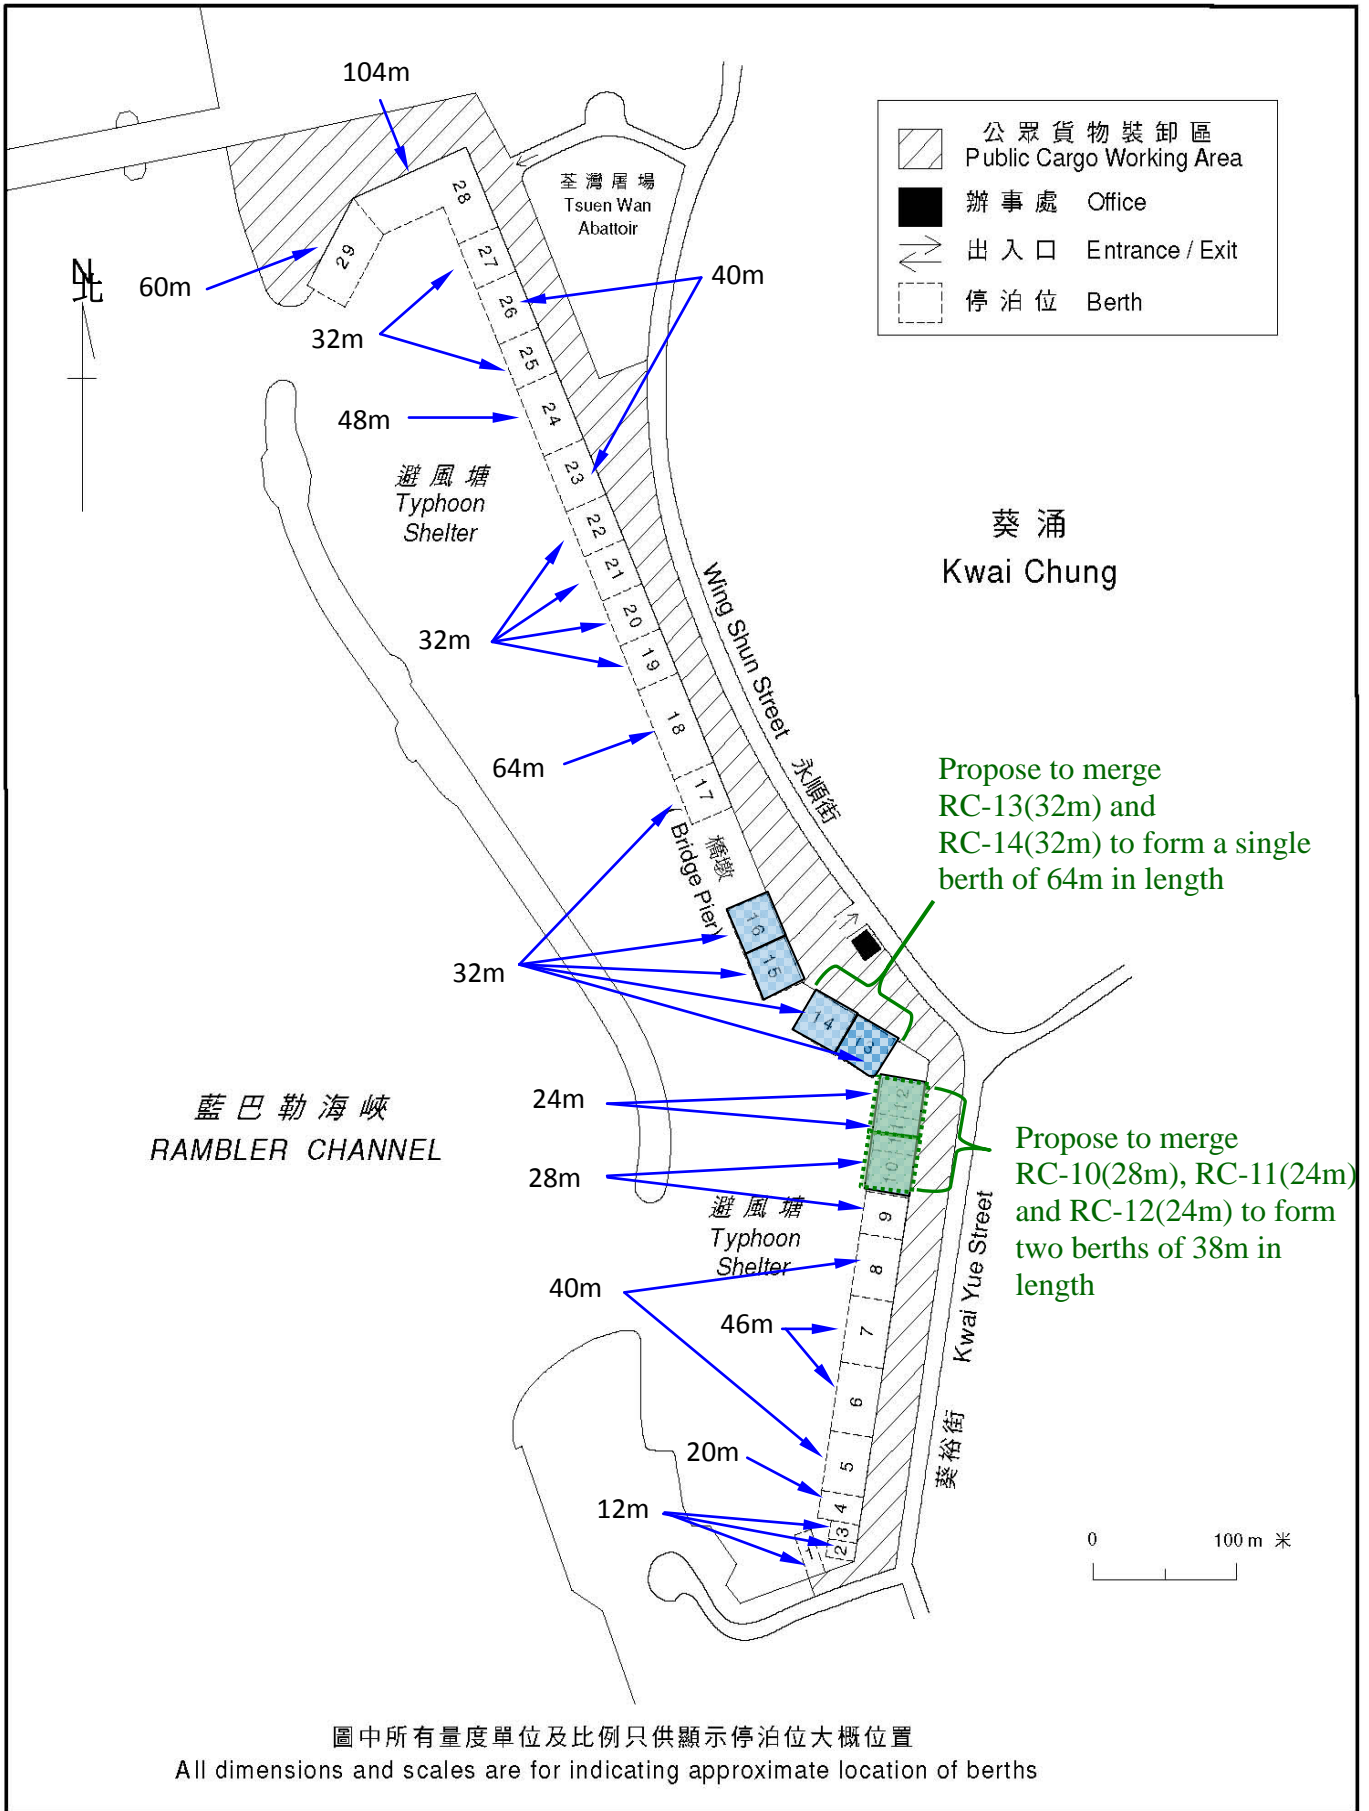 104m
公眾貨物裝卸區
Public Cargo Working Area
辦事處 Office
出入口 Entrance / Exit
停泊位 Berth
荃灣屠場
Tsuen Wan
Abattoir
28
29
27
26
25
24
23
22
21
20
19
18
17
16
15
14
13
12
11
10
9
8
7
6
5
4
3
2
1
N
北
60m
40m
32m
48m
避風塘
Typhoon
Shelter
葵涌
Kwai Chung
Wing Shun Street 永順街
32m
64m
橋墩
(Bridge Pier)
Propose to merge
RC-13(32m) and
RC-14(32m) to form a single
berth of 64m in length
32m
藍巴勒海峽
RAMBLER CHANNEL
24m
28m
Propose to merge
RC-10(28m), RC-11(24m)
and RC-12(24m) to form
two berths of 38m in
length
避風塘
Typhoon
Shelter
40m
46m
Kwai Yue Street
葵裕街
20m
12m
0 100 m 米
圖中所有量度單位及比例只供顯示停泊位大概位置
All dimensions and scales are for indicating approximate location of berths